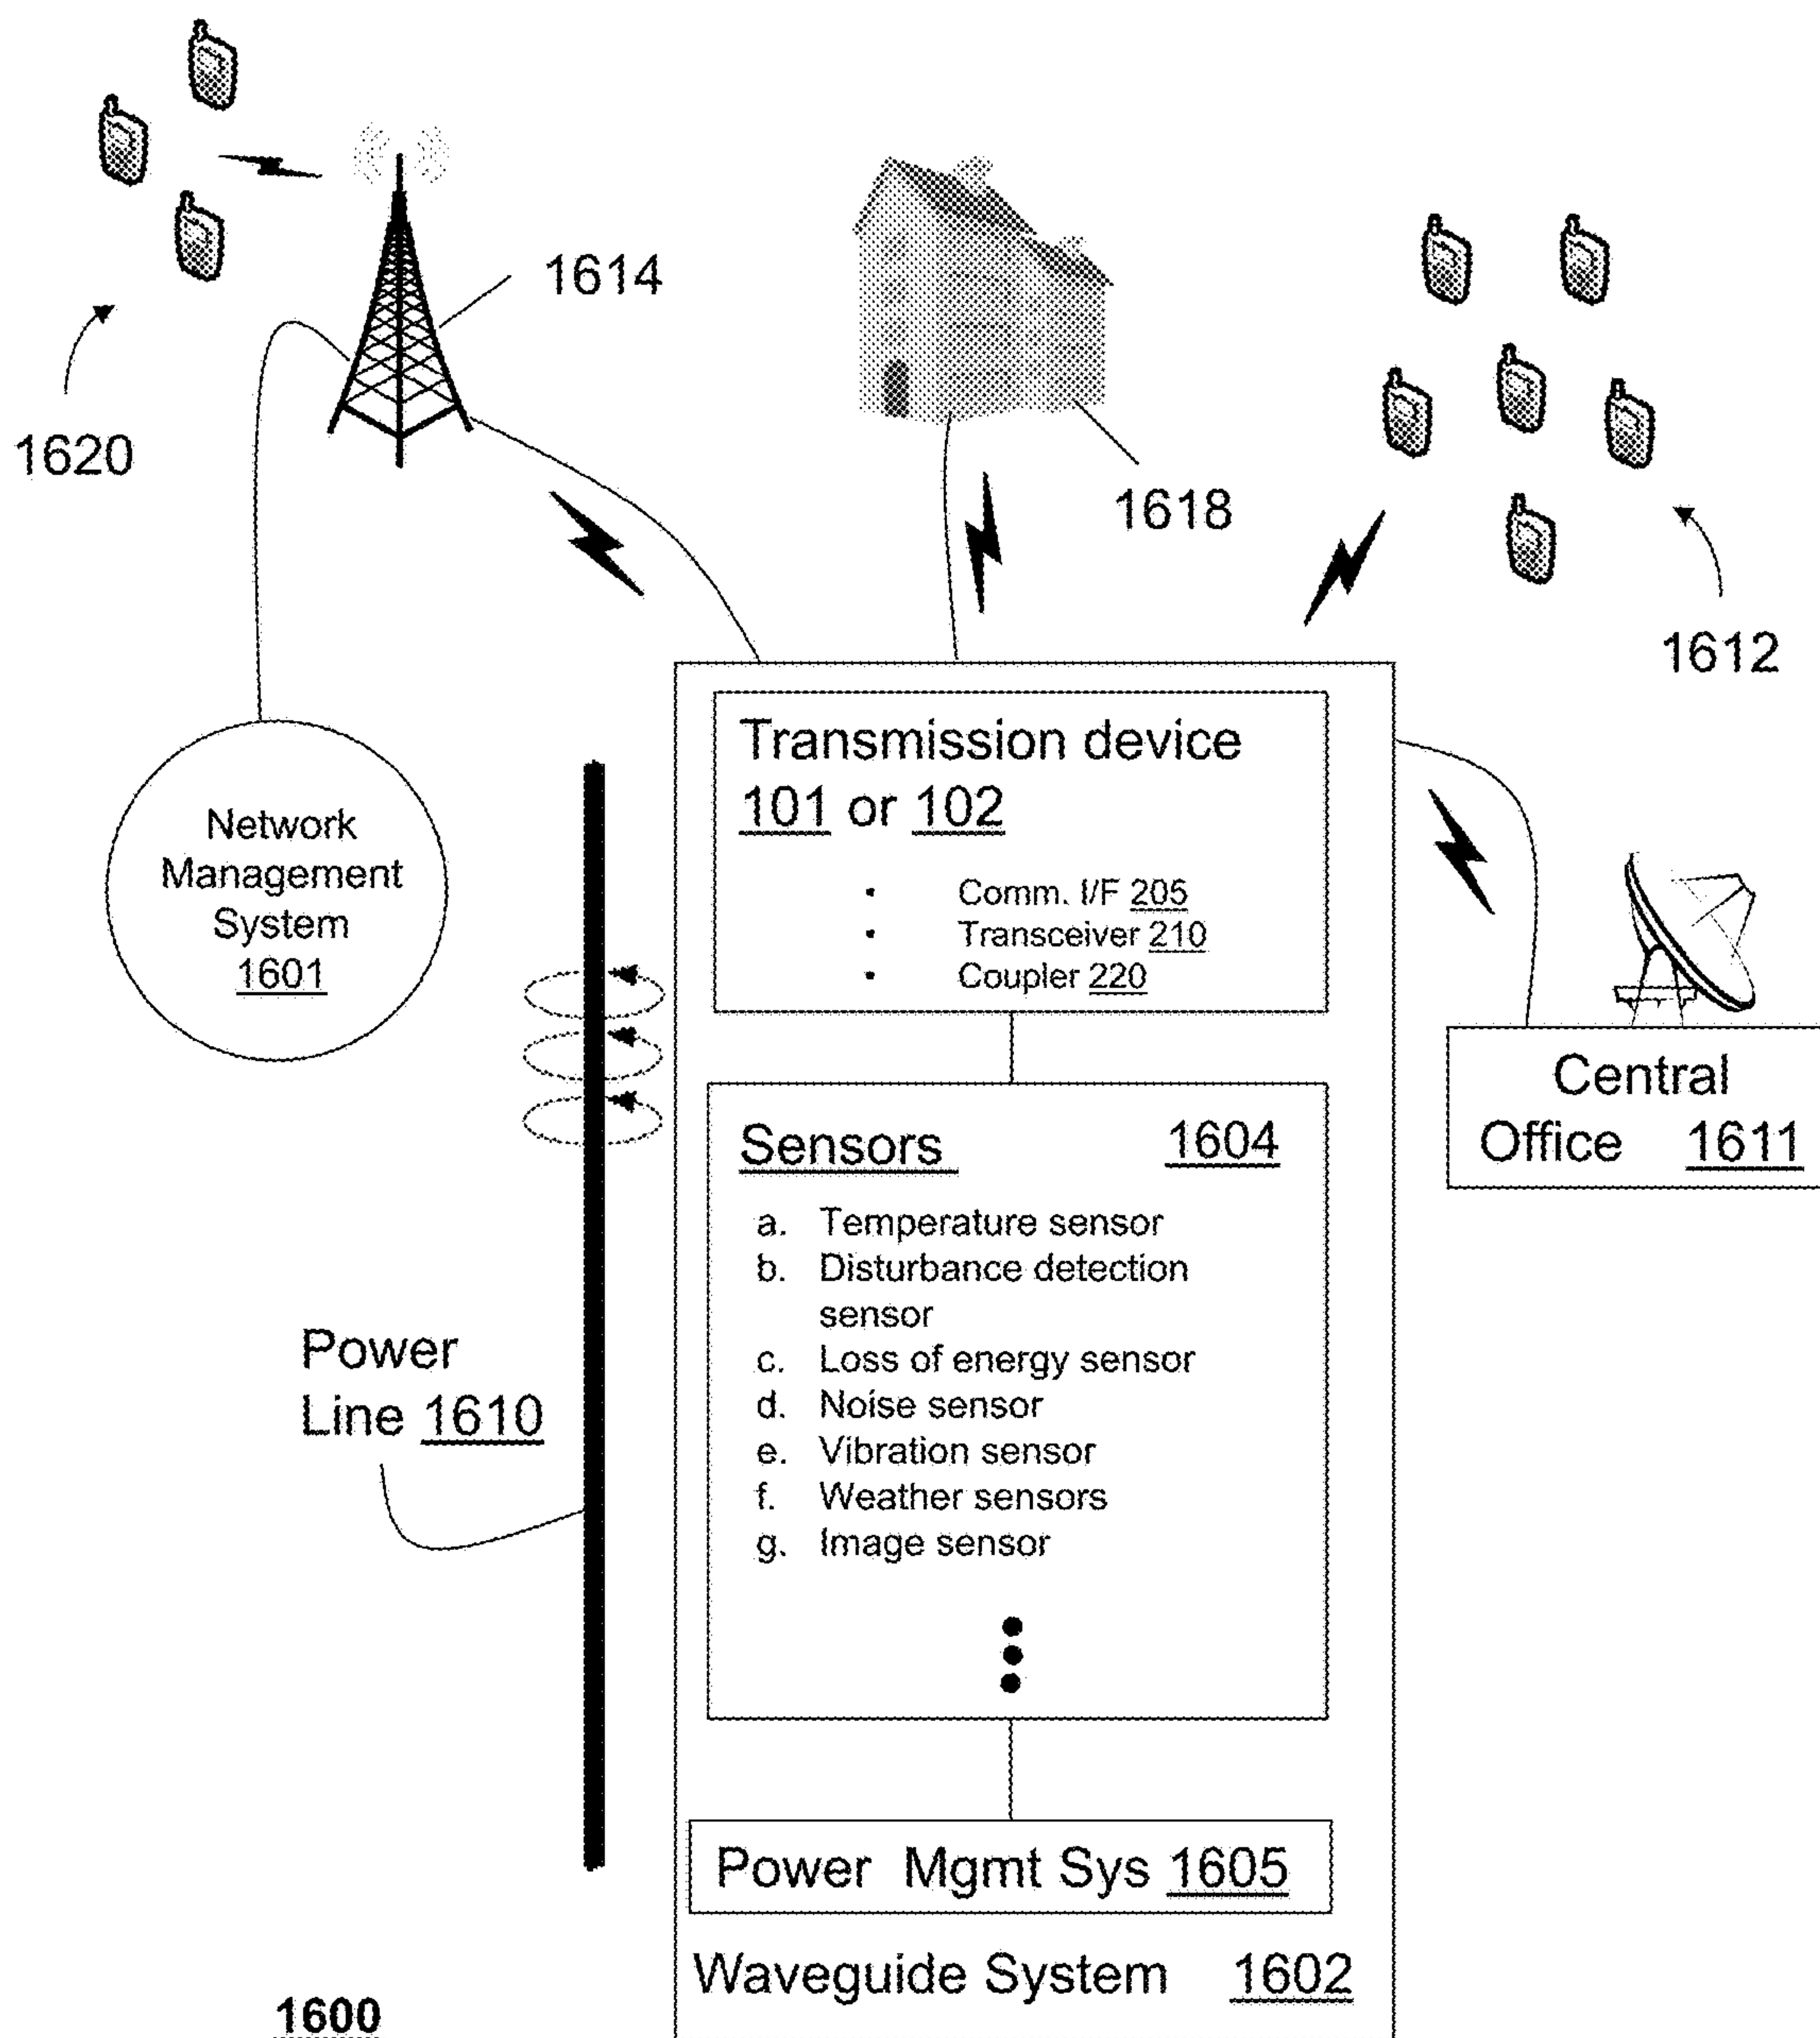 1614
1620
1618
1612
Transmission device
101 or 102
• Comm. I/F 205
• Transceiver 210
• Coupler 220
Network
Management
System
1601
Central
Office 1611
Sensors 1604
a. Temperature sensor
b. Disturbance detection
sensor
c. Loss of energy sensor
d. Noise sensor
e. Vibration sensor
f. Weather sensors
g. Image sensor
Power
Line 1610
Power Mgmt Sys 1605
Waveguide System 1602
1600